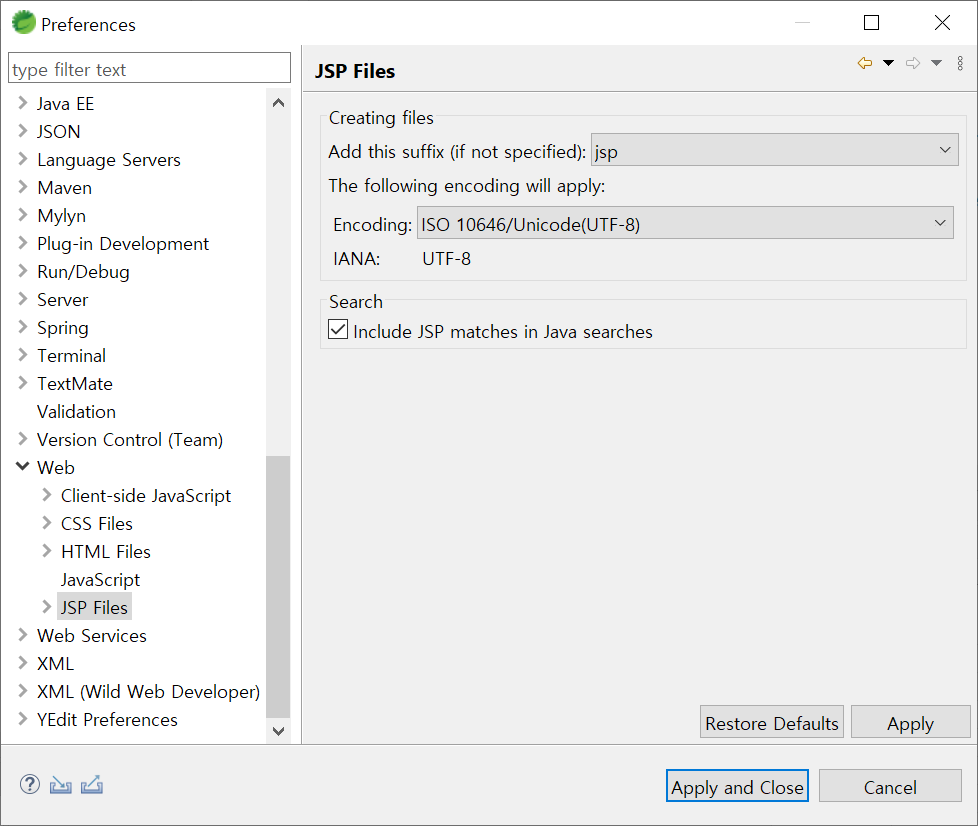 Preferences
type filter text
Java EE
JSON
Language Servers
Maven
Mylyn
Plug-in Development
Run/Debug
Server
Spring
Terminal
TextMate
Validation
Version Control (Team)
Web
Client-side JavaScript
CSS Files
HTML Files
JavaScript
JSP Files
Web Services
XML
XML (Wild Web Developer)
YEdit Preferences
JSP Files
Creating files
Add this suffix (if not specified): jsp
The following encoding will apply:
Encoding: ISO 10646/Unicode(UTF-8)
IANA: UTF-8
Search
Include JSP matches in Java searches
Restore Defaults Apply
? Apply and Close Cancel